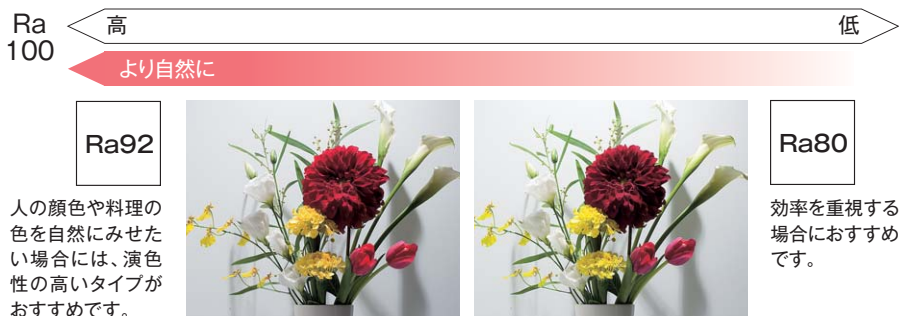 Ra
100
高
低
より自然に
Ra92
人の顔色や料理の
色を自然にみせた
い場合には、演色
性の高いタイプが
おすすめです。
Ra80
効率を重視する
場合におすすめ
です。